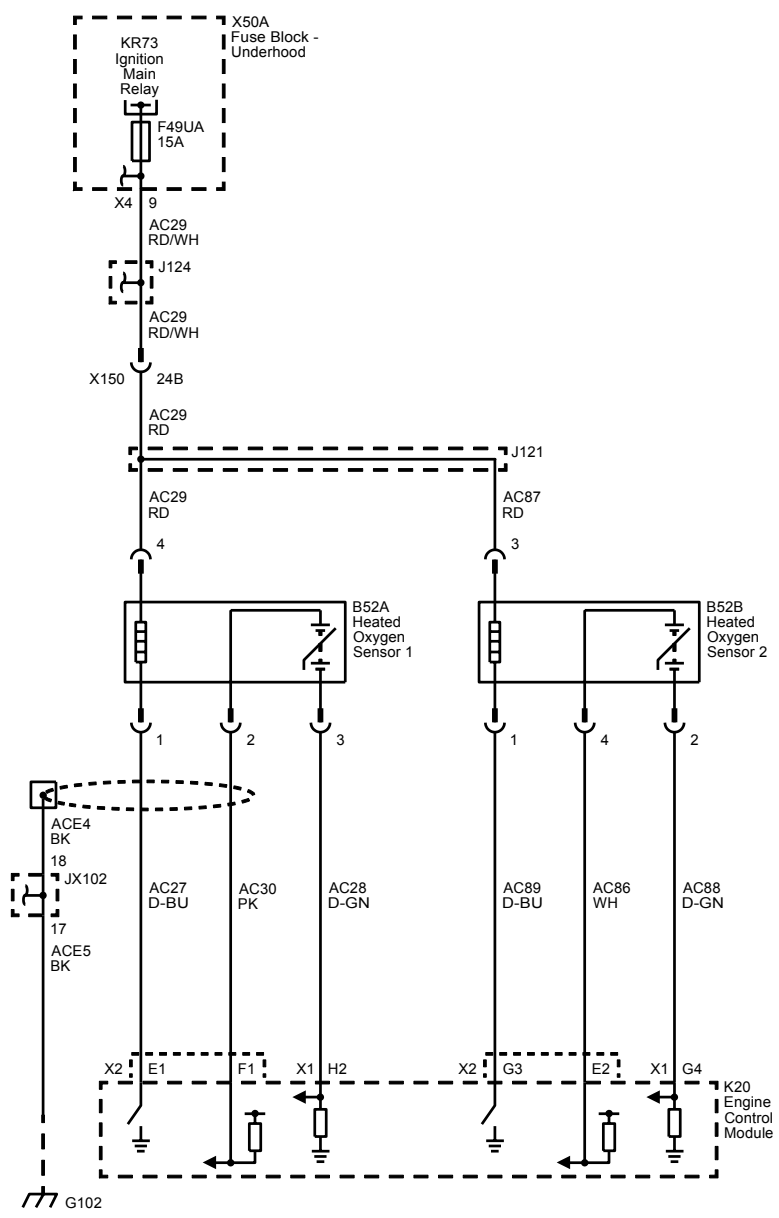 X50A
Fuse Block -
Underhood
KR73
Ignition
Main
Relay
F49UA
15A
X4 9
AC29
RD/WH
J124
AC29
RD/WH
X150 24B
AC29
RD
J121
AC29
RD
AC87
RD
4
3
B52A
Heated
Oxygen
Sensor 1
B52B
Heated
Oxygen
Sensor 2
1 2 3 1 4 2
ACE4
BK
18
JX102
17
ACE5
BK
AC27
D-BU
AC30
PK
AC28
D-GN
AC89
D-BU
AC86
WH
AC88
D-GN
X2 E1 F1 X1 H2 X2 G3 E2 X1 G4
K20
Engine
Control
Module
G102